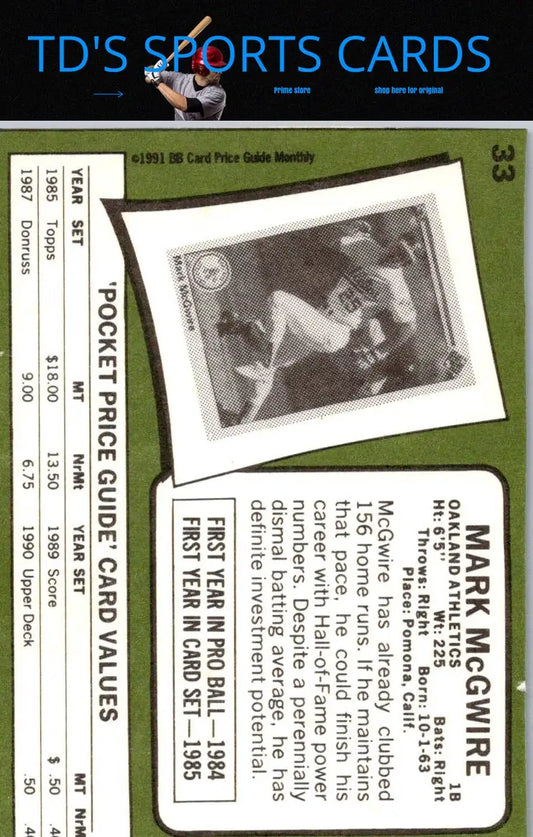 TD'S SPORTS CARDS
Prime store
shop here for original
33
©1991 BB Card Price Guide Monthly
Mark McGwire
MARK McGWIRE
1B
OAKLAND ATHLETICS
Bats: Right
Ht: 6'5" Wt: 225
Throws: Right Born: 10-1-63
Place: Pomona, Calif.
McGwire has already clubbed
156 home runs. If he maintains
that pace, he could finish his
career with Hall-of-Fame power
numbers. Despite a perennially
dismal batting average, he has
definite investment potential.
FIRST YEAR IN PRO BALL—1984
FIRST YEAR IN CARD SET—1985
'POCKET PRICE GUIDE' CARD VALUES
YEAR SET MT NrMt YEAR SET MT NrM
1985 Topps $18.00 13.50 1989 Score $ .50
1987 Donruss 9.00 6.75 1990 Upper Deck .50